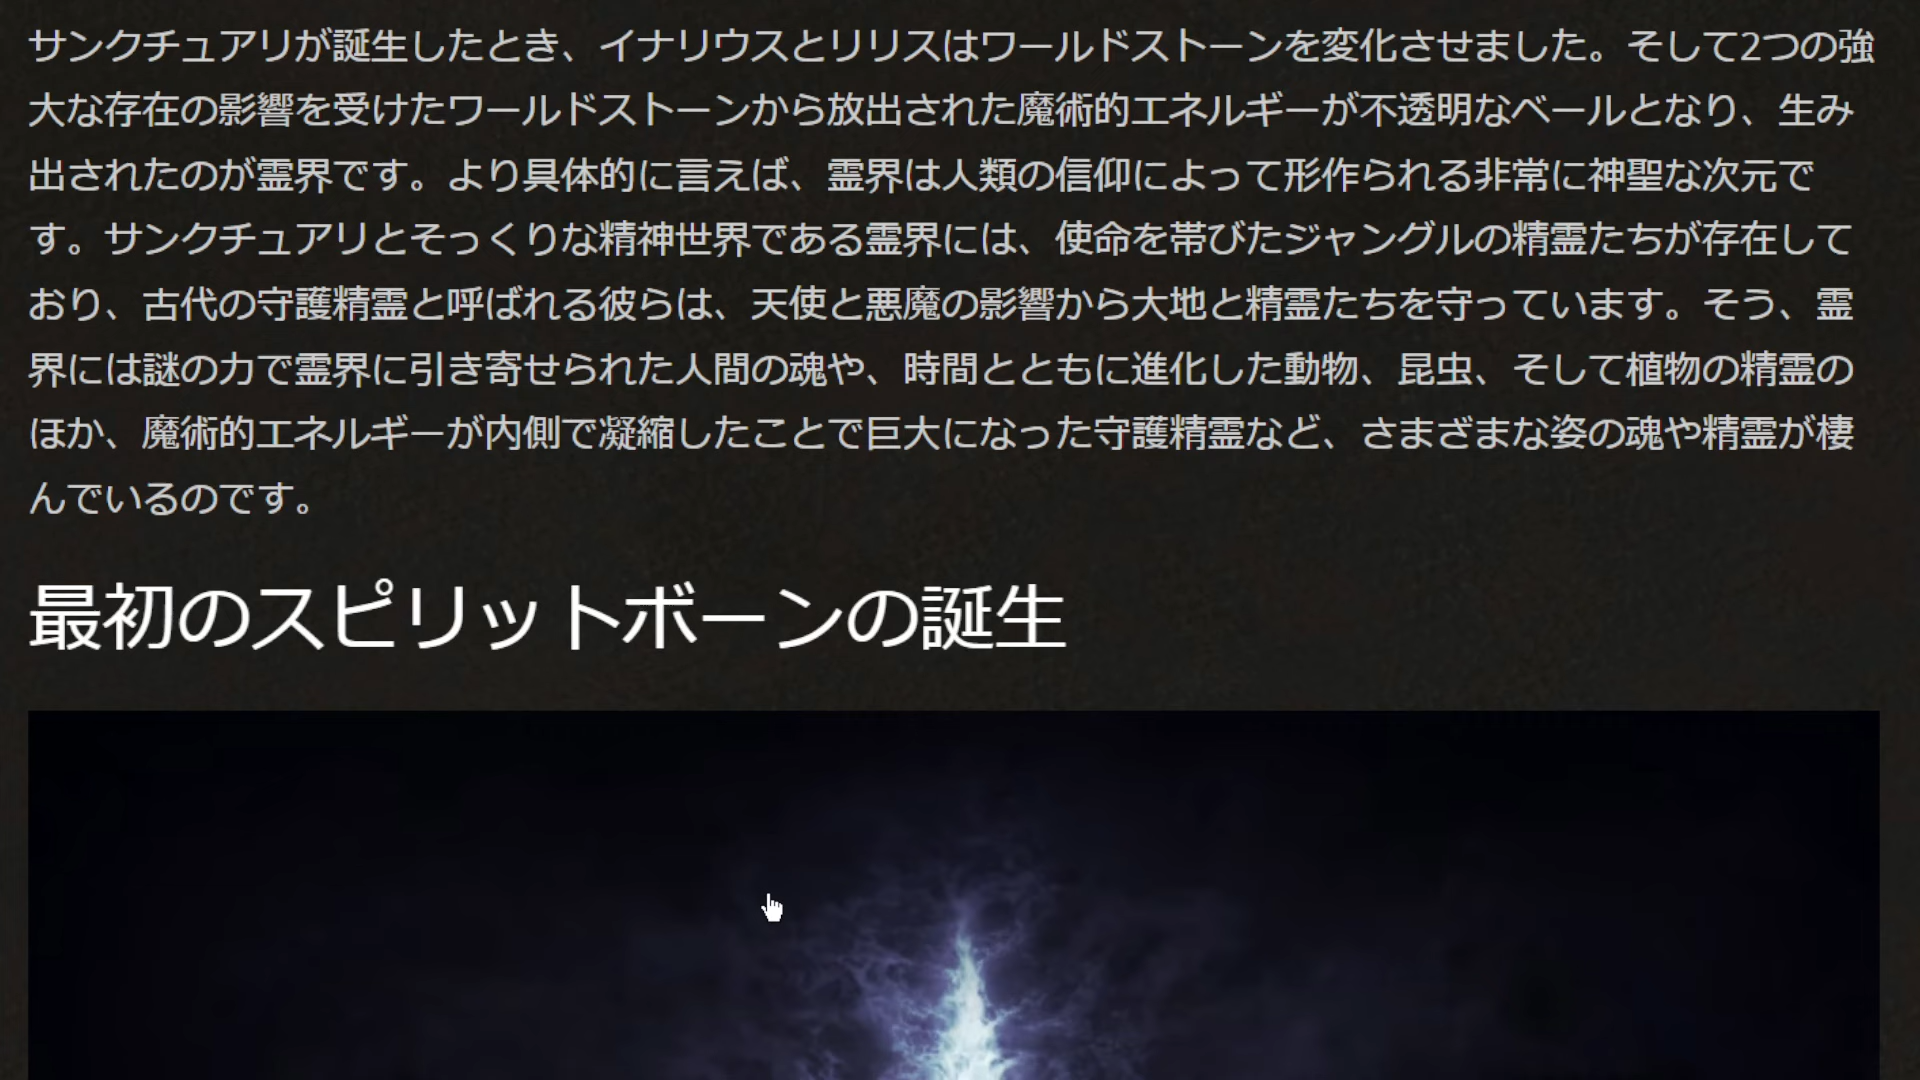 サンクチュアリが誕生したとき、イナリウスとリリスはワールドストーンを変化させました。そして2つの強
大な存在の影響を受けたワールドストーンから放出された魔術的エネルギーが不透明なベールとなり、生み
出されたのが霊界です。より具体的に言えば、霊界は人類の信仰によって形作られる非常に神聖な次元で
す。サンクチュアリとそっくりな精神世界である霊界には、使命を帯びたジャングルの精霊たちが存在して
おり、古代の守護精霊と呼ばれる彼らは、天使と悪魔の影響から大地と精霊たちを守っています。そう、霊
界には謎の力で霊界に引き寄せられた人間の魂や、時間とともに進化した動物、昆虫、そして植物の精霊の
ほか、魔術的エネルギーが内側で凝縮したことで巨大になった守護精霊など、さまざまな姿の魂や精霊が棲
んでいるのです。
最初のスピリットボーンの誕生